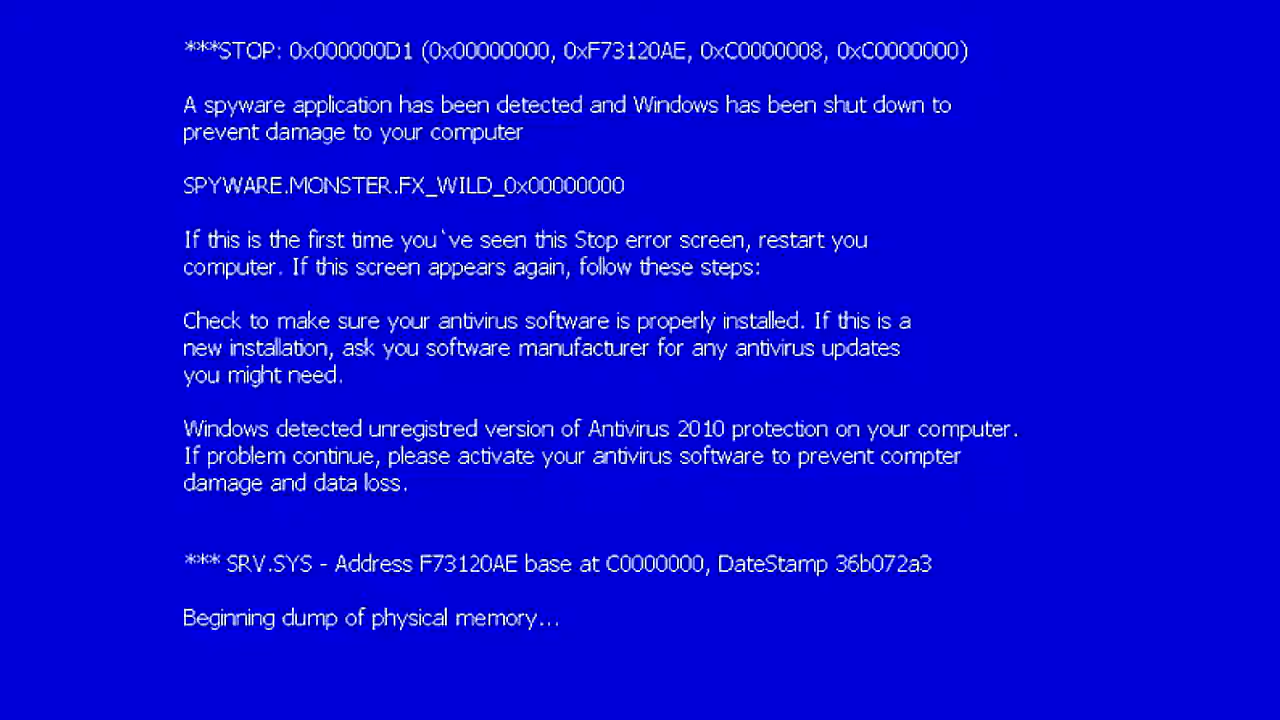 ***STOP: 0x000000D1 (0x00000000, 0xF73120AE, 0xC0000008, 0xC0000000)
A spyware application has been detected and Windows has been shut down to
prevent damage to your computer
SPYWARE.MONSTER.FX_WILD_0x00000000
If this is the first time you`ve seen this Stop error screen, restart you
computer. If this screen appears again, follow these steps:
Check to make sure your antivirus software is properly installed. If this is a
new installation, ask you software manufacturer for any antivirus updates
you might need.
Windows detected unregistred version of Antivirus 2010 protection on your computer.
If problem continue, please activate your antivirus software to prevent compter
damage and data loss.
*** SRV.SYS - Address F73120AE base at C0000000, DateStamp 36b072a3
Beginning dump of physical memory...